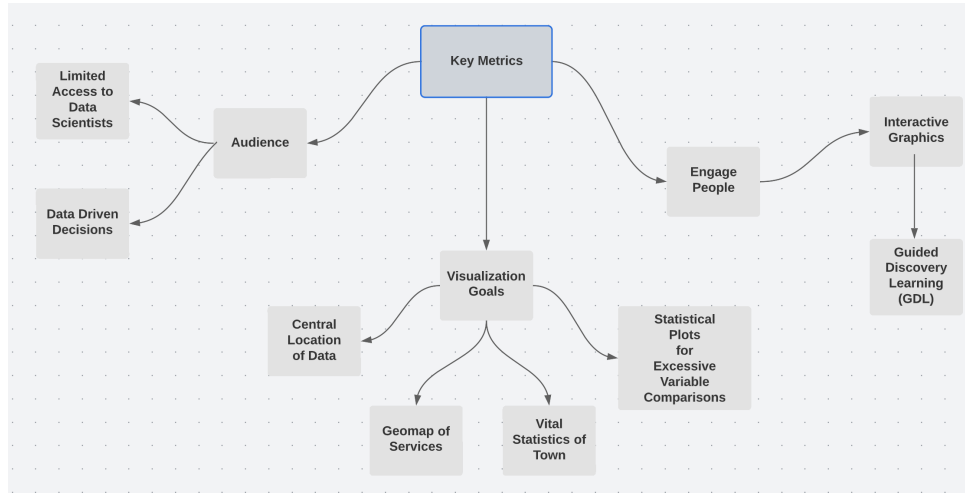 Key Metrics
Limited
Access to
Data
Scientists
Audience
Interactive
Graphics
Engage
People
Data Driven
Decisions
Visualization
Goals
Guided
Discovery
Learning
(GDL)
Central
Location
of Data
Statistical
Plots
for
Excessive
Variable
Comparisons
Geomap of
Services
Vital
Statistics of
Town